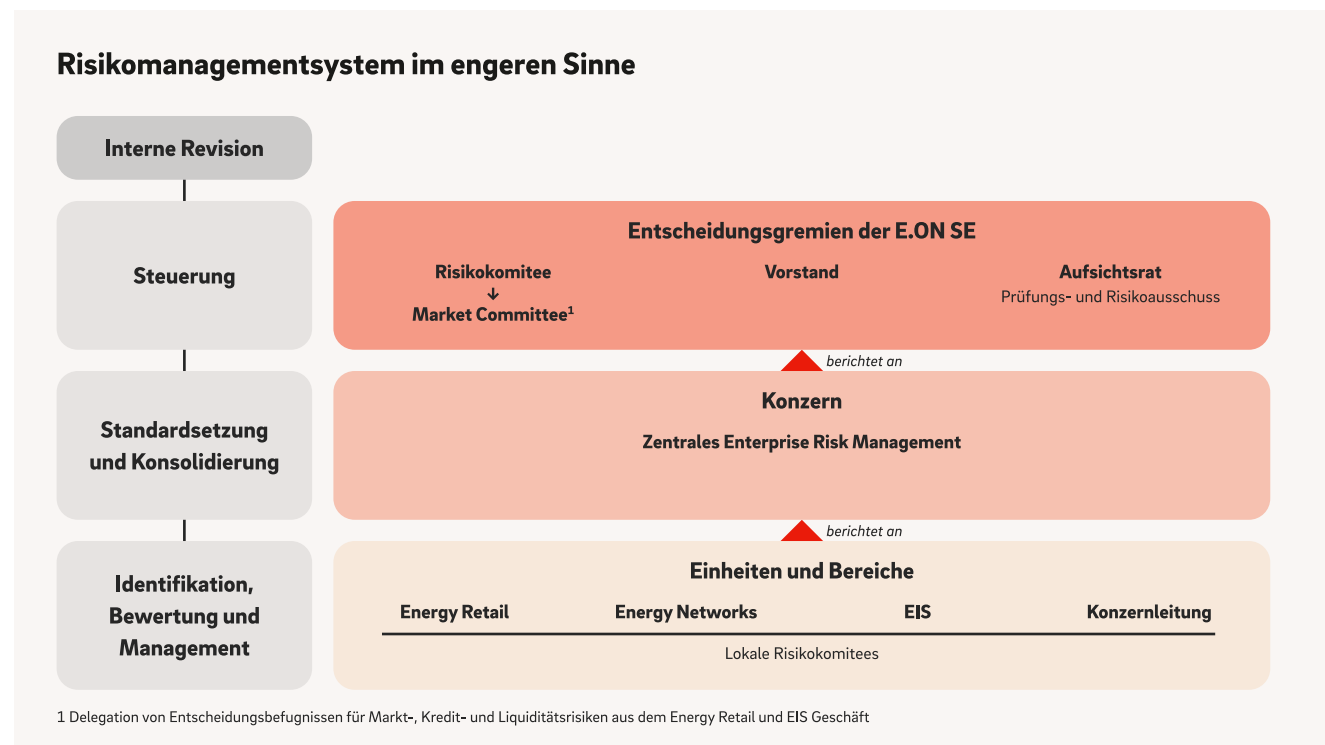 Risikomanagementsystem im engeren Sinne
Interne Revision
Steuerung
Entscheidungsgremien der E.ON SE
Risikokomitee
↓
Market Committee¹
Vorstand
Aufsichtsrat
Prüfungs- und Risikoausschuss
berichtet an
Standardsetzung
und Konsolidierung
Konzern
Zentrales Enterprise Risk Management
berichtet an
Identifikation,
Bewertung und
Management
Einheiten und Bereiche
Energy Retail
Energy Networks
EIS
Konzernleitung
Lokale Risikokomitees
1 Delegation von Entscheidungsbefugnissen für Markt-, Kredit- und Liquiditätsrisiken aus dem Energy Retail und EIS Geschäft